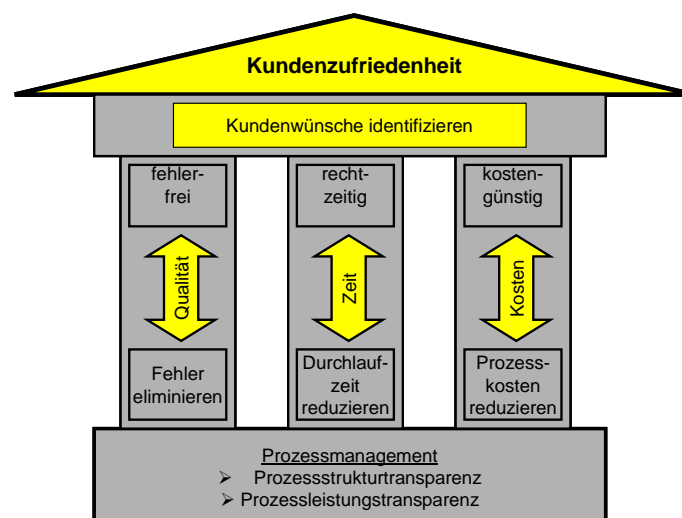 Kundenzufriedenheit
Kundenwünsche identifizieren
fehler-
frei
Qualität
Fehler
eliminieren
recht-
zeitig
Zeit
Durchlauf-
zeit
reduzieren
kosten-
günstig
Kosten
Prozess-
kosten
reduzieren
Prozessmanagement
➢ Prozessstrukturtransparenz
➢ Prozessleistungstransparenz